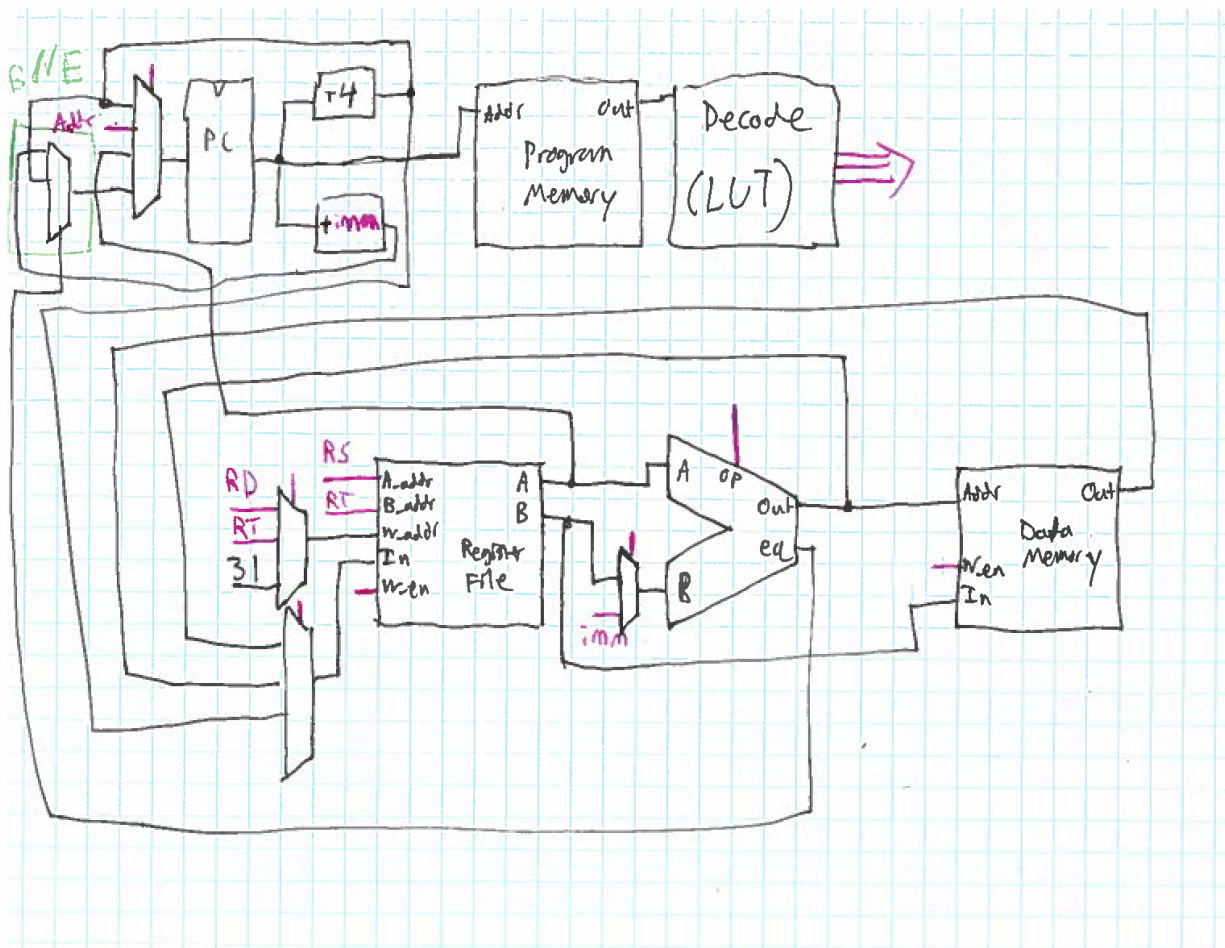 BNE
Addr
PC
+4
+imm
Addr
Out
Program
Memory
Decode
(LUT)
RS
RD
RT
RT
31
A_addr
B_addr
W_addr
In
W_en
A
B
Register
File
imm
A
B
OP
Out
eq
Addr
Out
Data
Memory
W_en
In